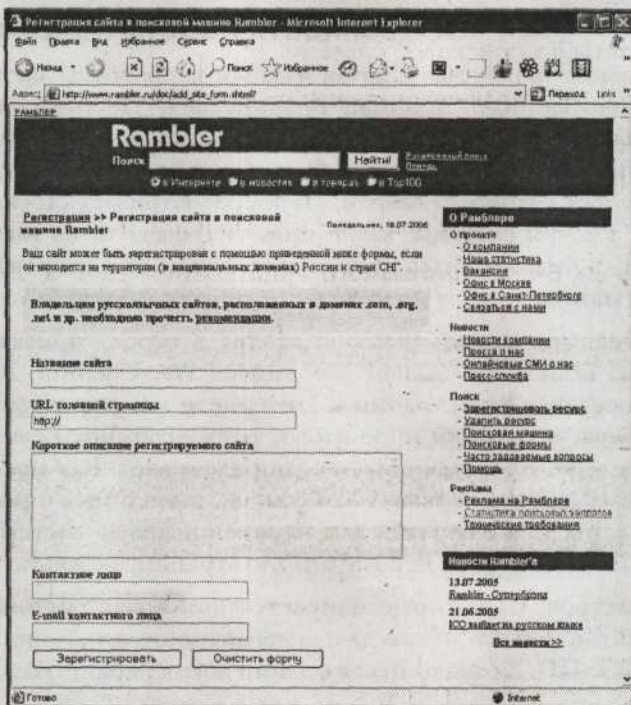 Регистрация сайта в поисковой машине Rambler - Microsoft Internet Explorer
Файл Правка Вид Избранное Сервис Справка
Назад Поиск Избранное
Адрес: http://www.rambler.ru/doc/add_site_form.shtml? Переход Links
РАМБЛЕР
Rambler
Поиск Найти!
Помощь
в Интернете в новостях в товарах в Top100
Регистрация >> Регистрация сайта в поисковой
машине Rambler
Понедельник, 18.07.2005
Ваш сайт может быть зарегистрирован с помощью приведенной ниже формы, если
он находится на территории (в национальных доменах) России и стран СНГ.
Владельцам русскоязычных сайтов, расположенных в доменах .com, .org,
.net и др. необходимо прочесть рекомендации.
Название сайта
URL головной страницы
http://
Короткое описание регистрируемого сайта
Контактное лицо
E-mail контактного лица
Зарегистрировать Очистить форму
О Рамблере
О проекте
- О компании
- Наша статистика
- Вакансии
- Офис в Москве
- Офис в Санкт-Петербурге
- Связаться с нами
Новости
- Новости компании
- Пресса о нас
- Онлайновые СМИ о нас
- Пресс-служба
Поиск
- Зарегистрировать ресурс
- Удалить ресурс
- Поисковая машина
- Поисковые формы
- Часто задаваемые вопросы
- Помощь
Реклама
- Реклама на Рамблере
- Статистика поисковых запросов
- Технические требования
Новости Rambler'а
13.07.2005
Rambler - Супербрэнд
21.06.2005
ICQ выйдет на русском языке
Все новости >>
Готово Internet